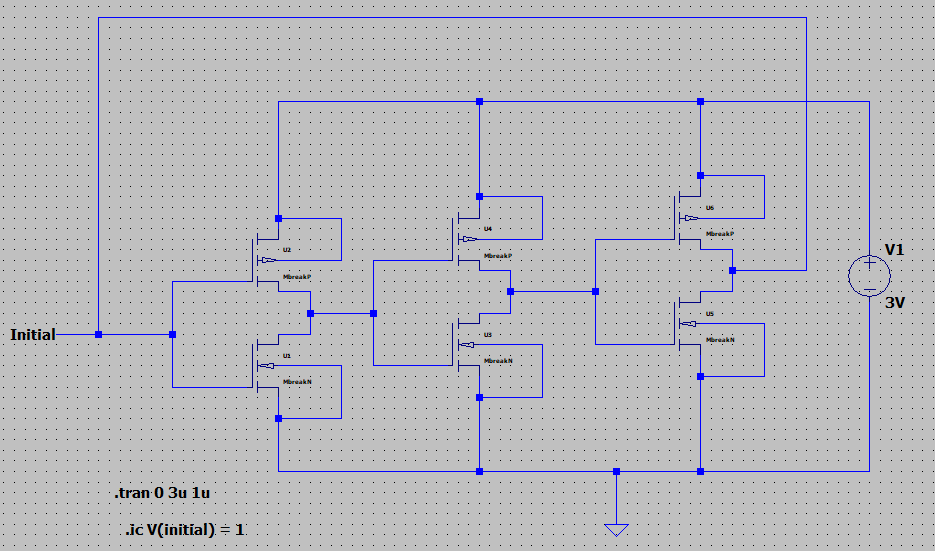 U6
MbreakP
U4
MbreakP
V1
U2
MbreakP
3V
U5
MbreakN
Initial
U3
MbreakN
U1
MbreakN
.tran 0 3u 1u
.ic V(initial) = 1